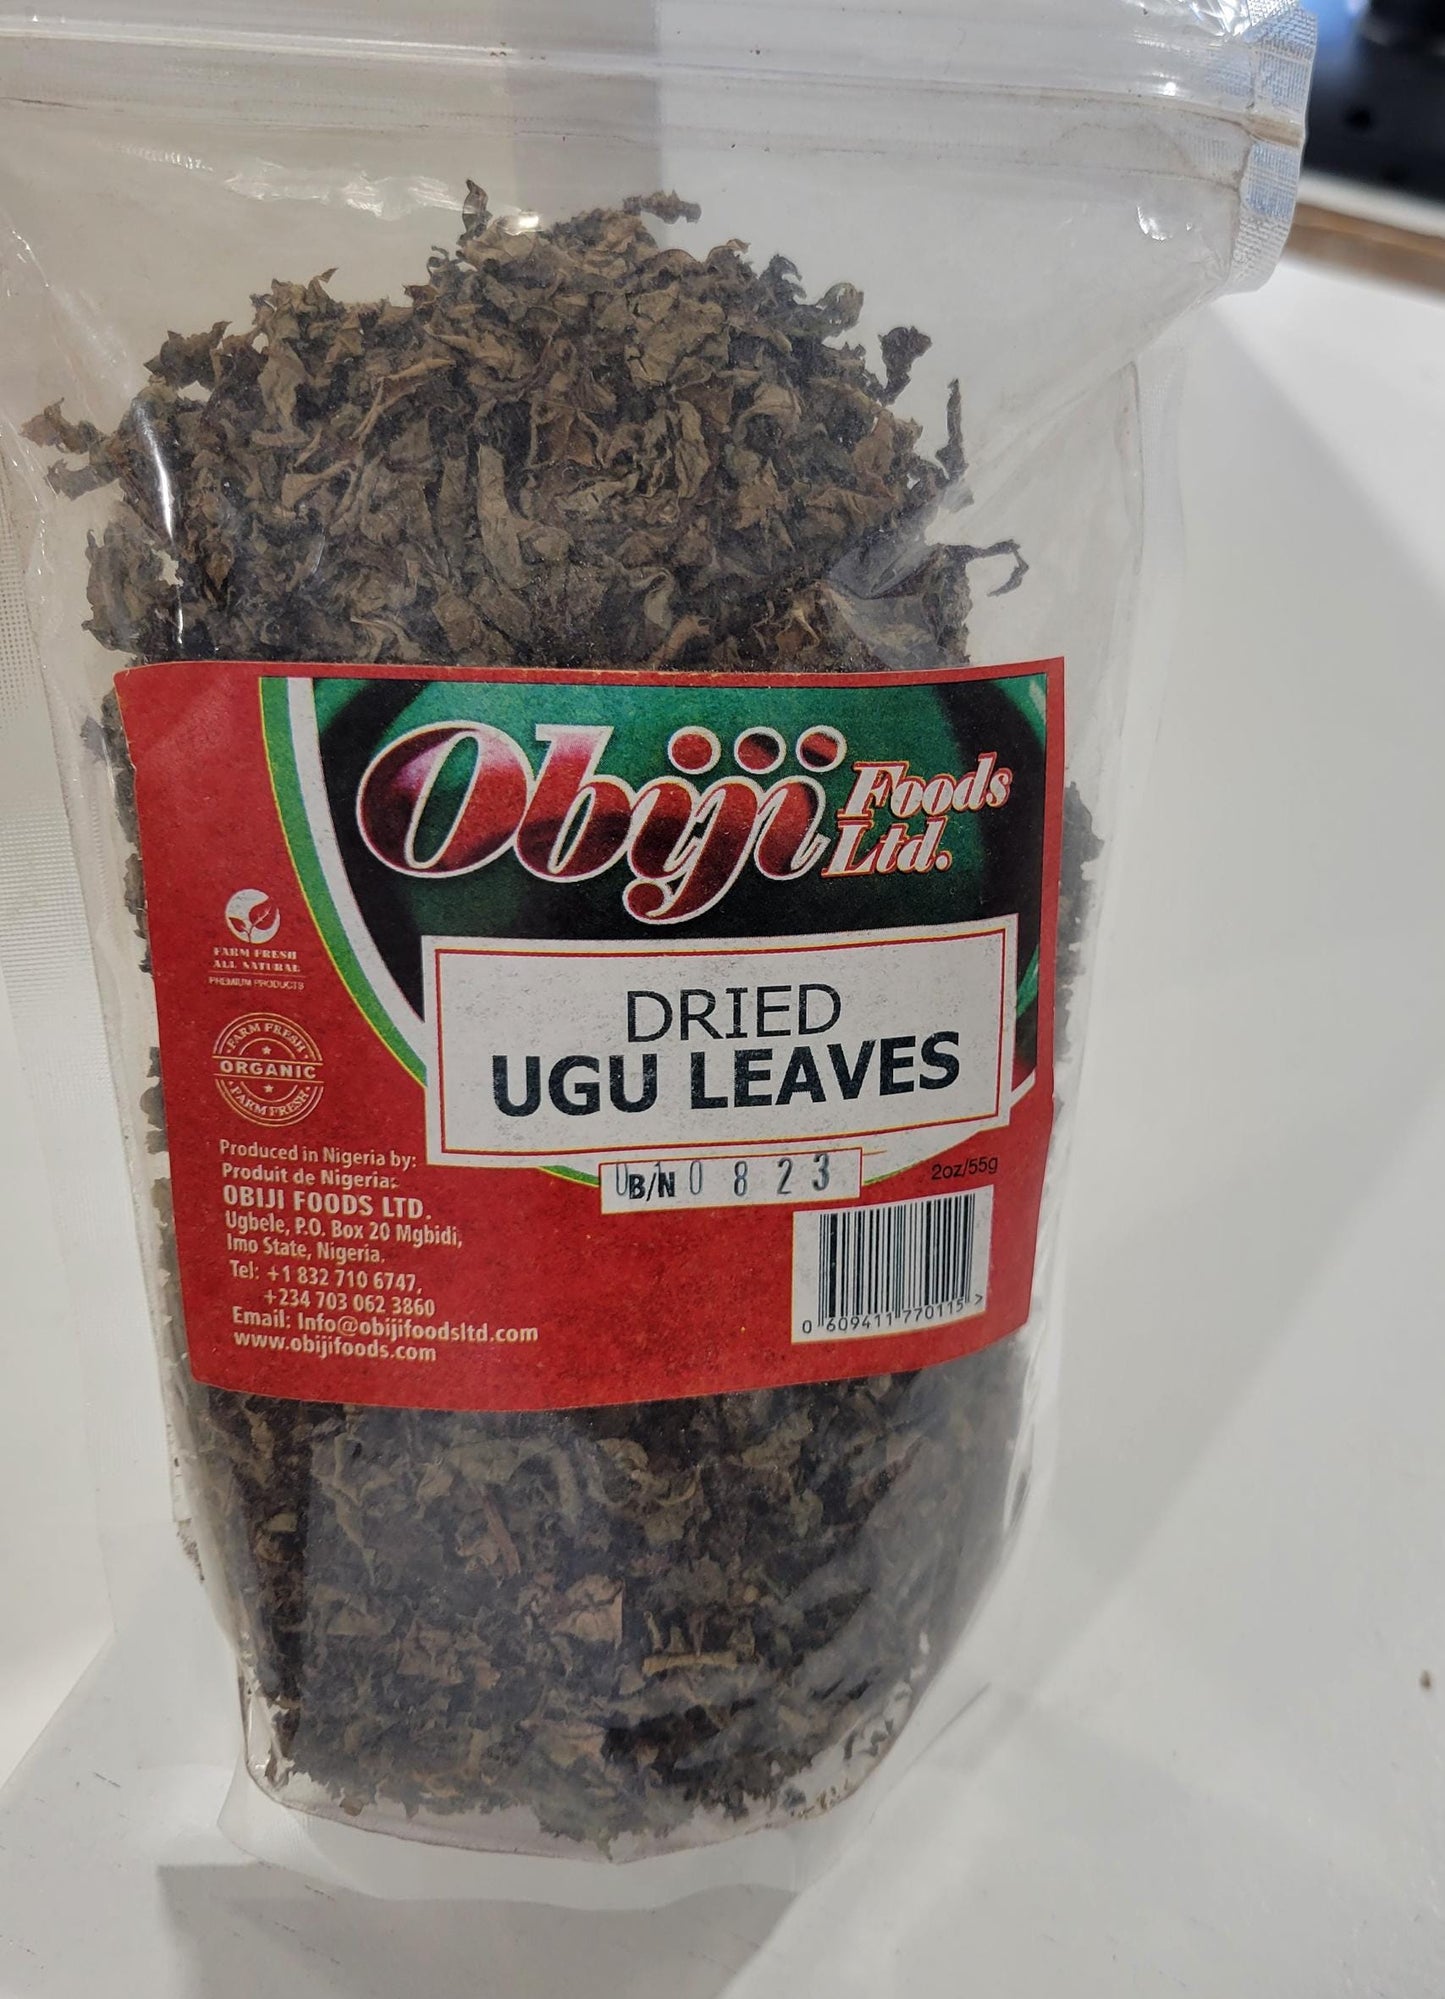 Obiji Foods
Ltd.
FARM FRESH
ALL NATURAL
PREMIUM PRODUCTS
DRIED
UGU LEAVES
FARM FRESH
ORGANIC
FARM FRESH
Produced in Nigeria by:
Produit de Nigeria:
OBIJI FOODS LTD.
Ugbele, P.O. Box 20 Mgbidi,
Imo State, Nigeria.
Tel: +1 832 710 6747,
+234 703 062 3860
Email: Info@obijifoodsltd.com
www.obijifoods.com
B/N 0 8 2 3
2oz/55g
0 609411 770115 >